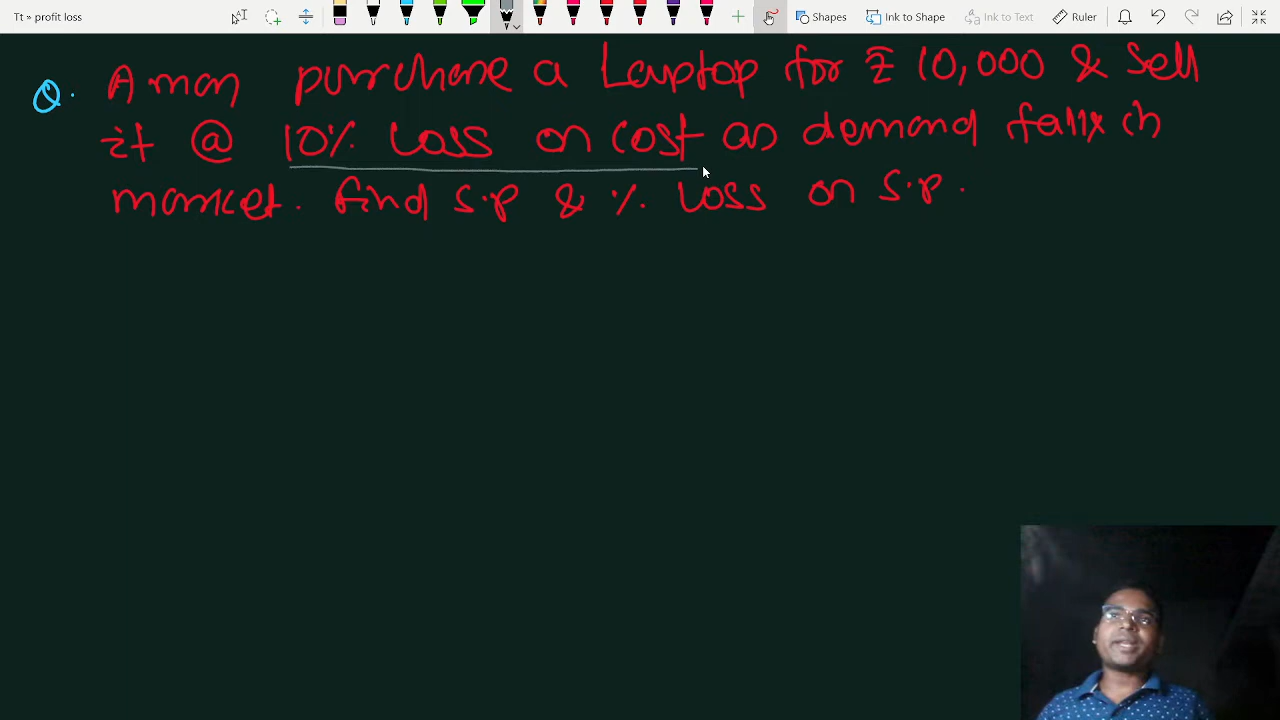 Tt » profit loss
Shapes
Ink to Shape
Ink to Text
Ruler
Q. A man purchase a Laptop for ₹ 10,000 & Sell
it @ 10% Loss on cost as demand falls in
market. find S.P & % Loss on S.P.